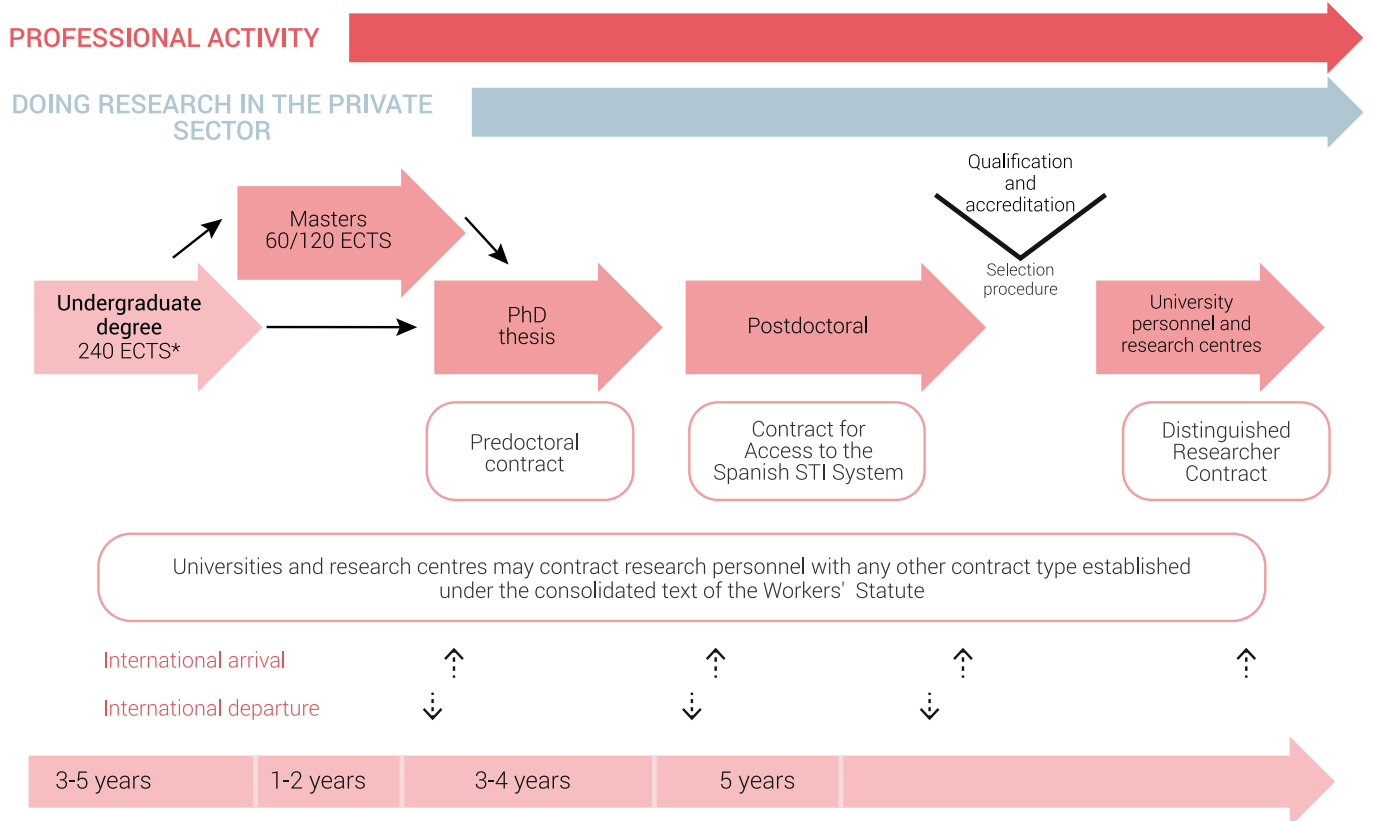 PROFESSIONAL ACTIVITY
DOING RESEARCH IN THE PRIVATE
SECTOR
Qualification
and
accreditation
Selection
procedure
Masters
60/120 ECTS
Undergraduate
degree
240 ECTS*
PhD
thesis
Postdoctoral
University
personnel and
research centres
Predoctoral
contract
Contract for
Access to the
Spanish STI System
Distinguished
Researcher
Contract
Universities and research centres may contract research personnel with any other contract type established
under the consolidated text of the Workers' Statute
International arrival
International departure
3-5 years
1-2 years
3-4 years
5 years